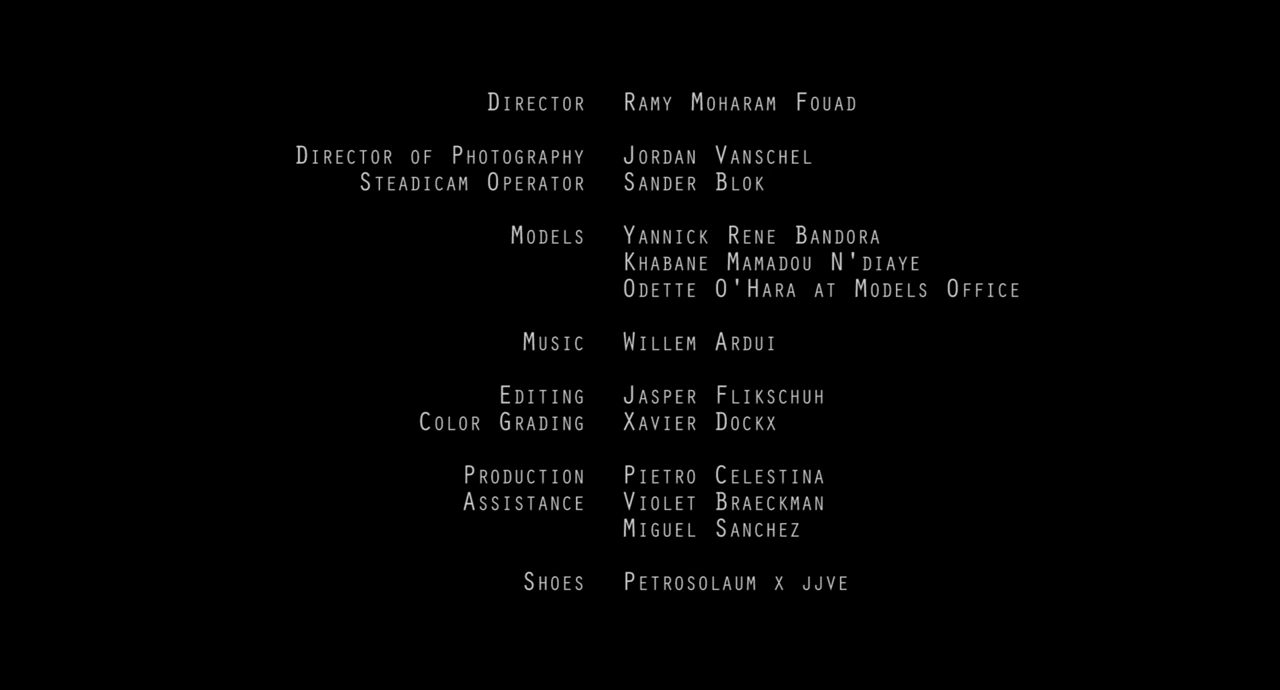 Director Ramy Moharam Fouad
Director of Photography Jordan Vanschel
Steadicam Operator Sander Blok
Models Yannick Rene Bandora
Khabane Mamadou N'diaye
Odette O'Hara at Models Office
Music Willem Ardui
Editing Jasper Flikschuh
Color Grading Xavier Dockx
Production Pietro Celestina
Assistance Violet Braeckman
Miguel Sanchez
Shoes Petrosolaum x jjve